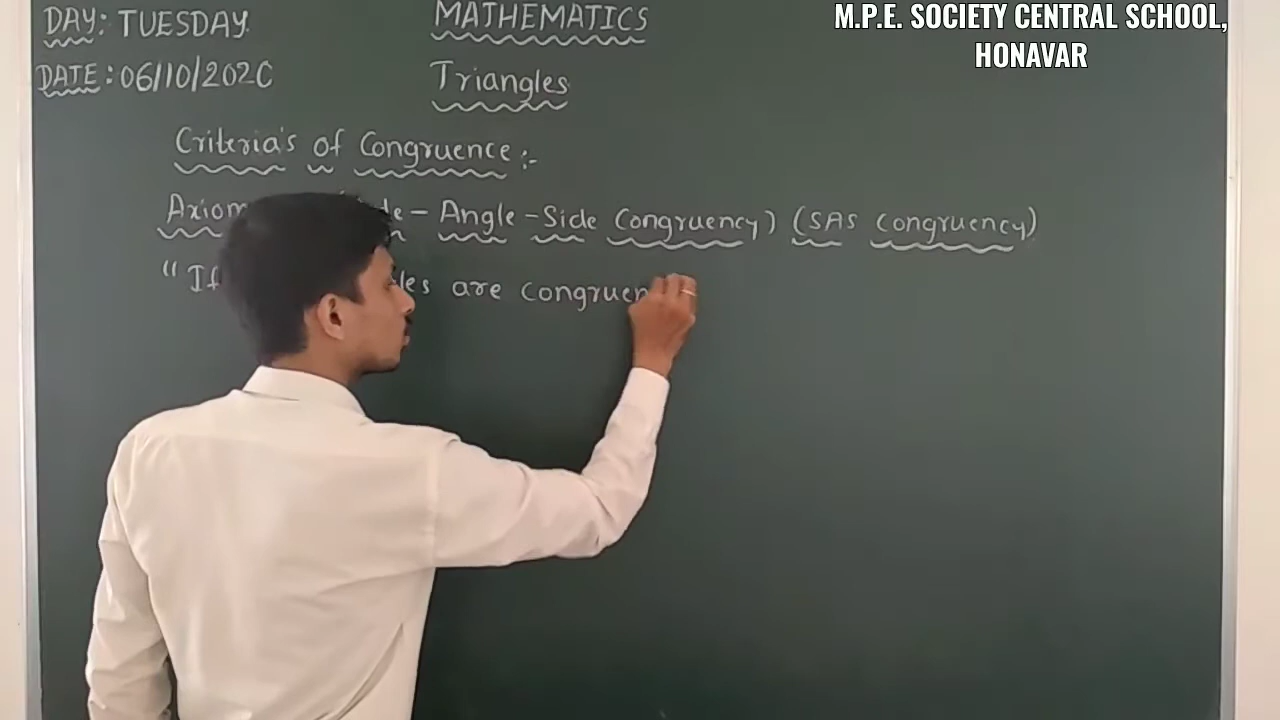 M.P.E. SOCIETY CENTRAL SCHOOL,
HONAVAR
DAY: TUESDAY
MATHEMATICS
DATE: 06/10/2020
Triangles
Criteria's of Congruence :-
Axiom - Angle - Side Congruency) (SAS Congruency)
"If are